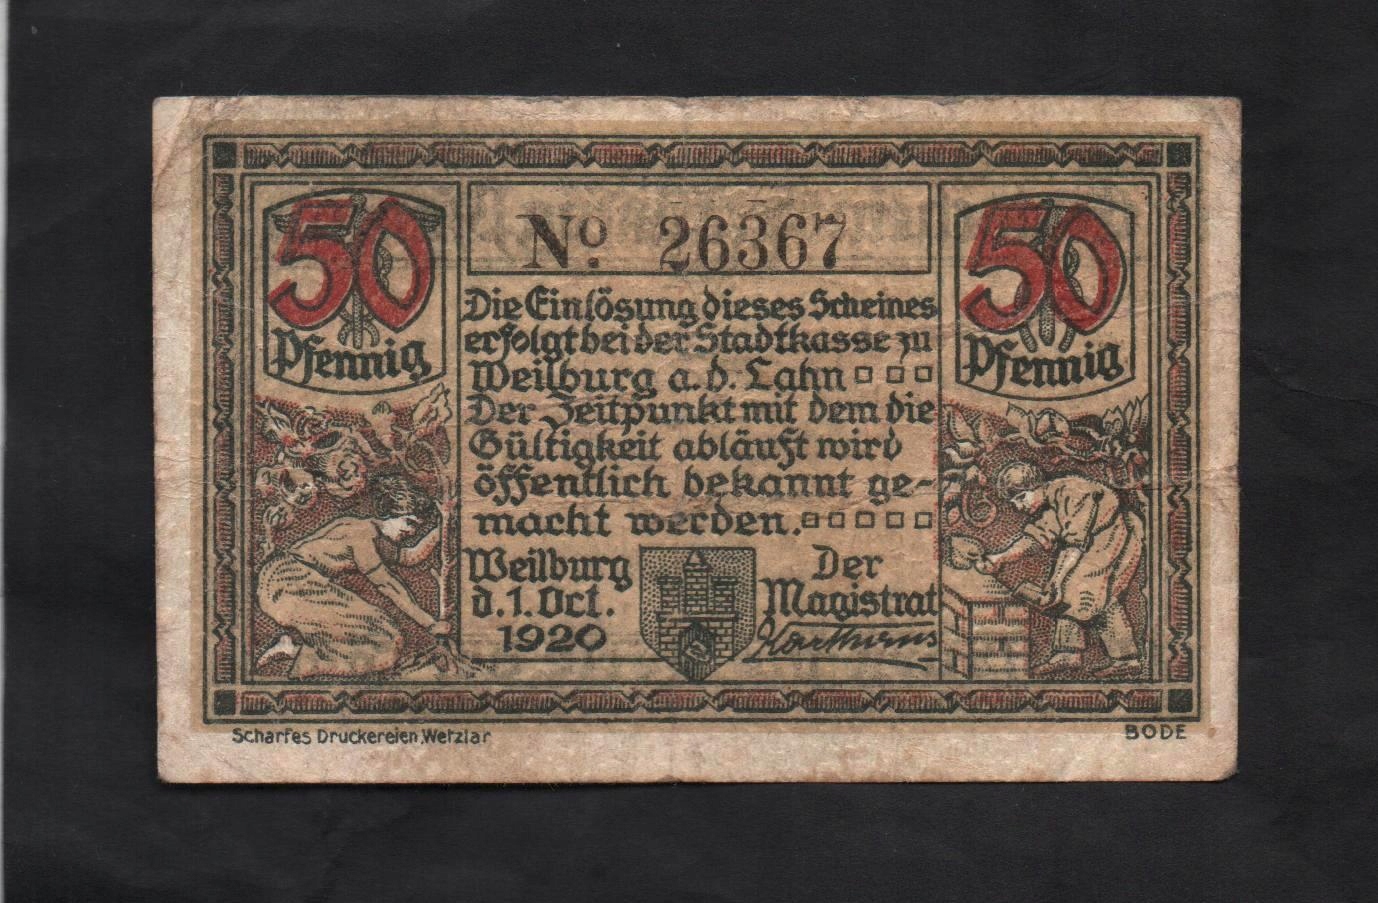 50
Pfennig
Nº. 26367
50
Pfennig
Die Einlösung dieses Scheines
erfolgt bei der Stadtkasse zu
Weilburg a. d. Lahn
Der Zeitpunkt mit dem die
Gültigkeit abläuft wird
öffentlich bekannt ge-
macht werden.
Weilburg
d. 1. Oct.
1920
Der
Magistrat
Scharfes Druckereien, Wetzlar
BODE